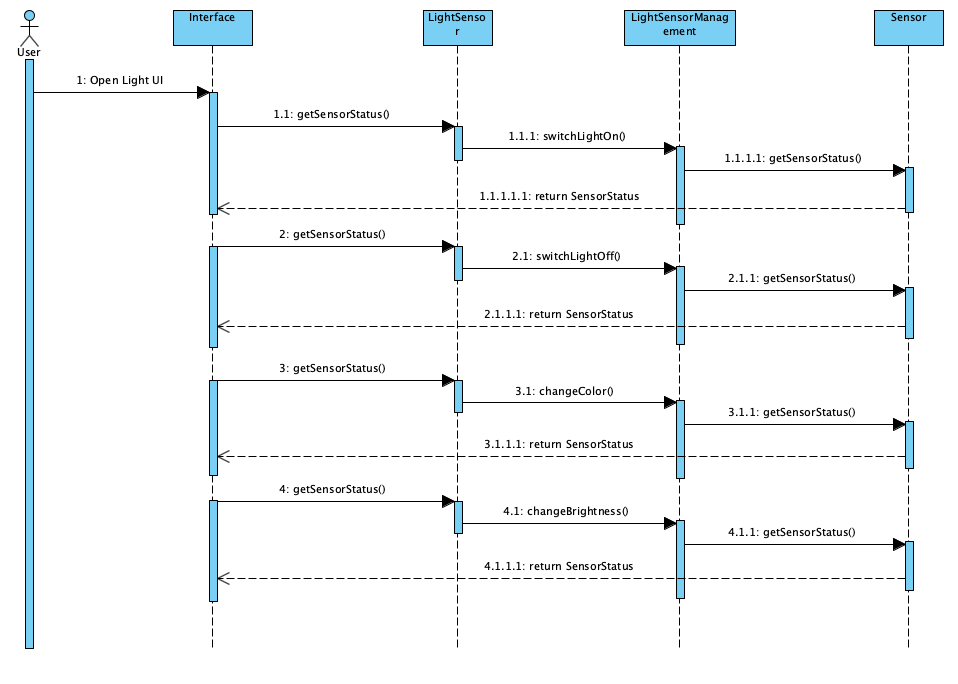 Interface
LightSenso
r
LightSensorManag
ement
Sensor
User
1: Open Light UI
1.1: getSensorStatus()
1.1.1: switchLightOn()
1.1.1.1: getSensorStatus()
1.1.1.1.1: return SensorStatus
2: getSensorStatus()
2.1: switchLightOff()
2.1.1: getSensorStatus()
2.1.1.1: return SensorStatus
3: getSensorStatus()
3.1: changeColor()
3.1.1: getSensorStatus()
3.1.1.1: return SensorStatus
4: getSensorStatus()
4.1: changeBrightness()
4.1.1: getSensorStatus()
4.1.1.1: return SensorStatus